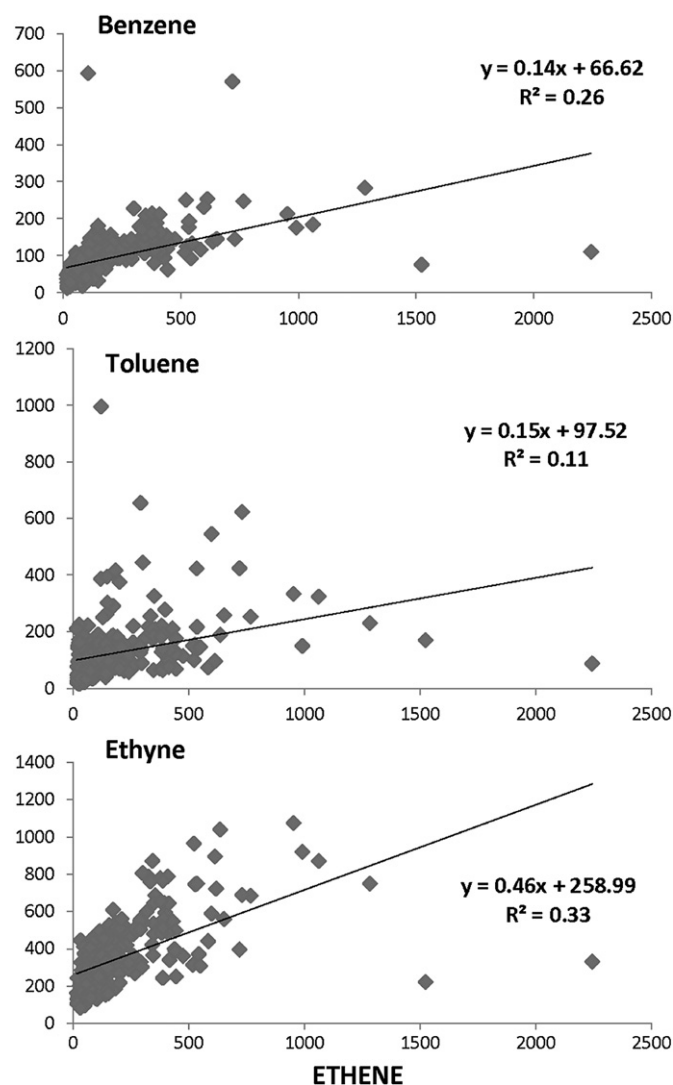 Benzene
700
y = 0.14x + 66.62
R² = 0.26
600
500
400
300
200
100
0
0 500 1000 1500 2000 2500
Toluene
1200
1000
y = 0.15x + 97.52
R² = 0.11
800
600
400
200
0
0 500 1000 1500 2000 2500
Ethyne
1400
1200
1000
800
y = 0.46x + 258.99
R² = 0.33
600
400
200
0
0 500 1000 1500 2000 2500
ETHENE